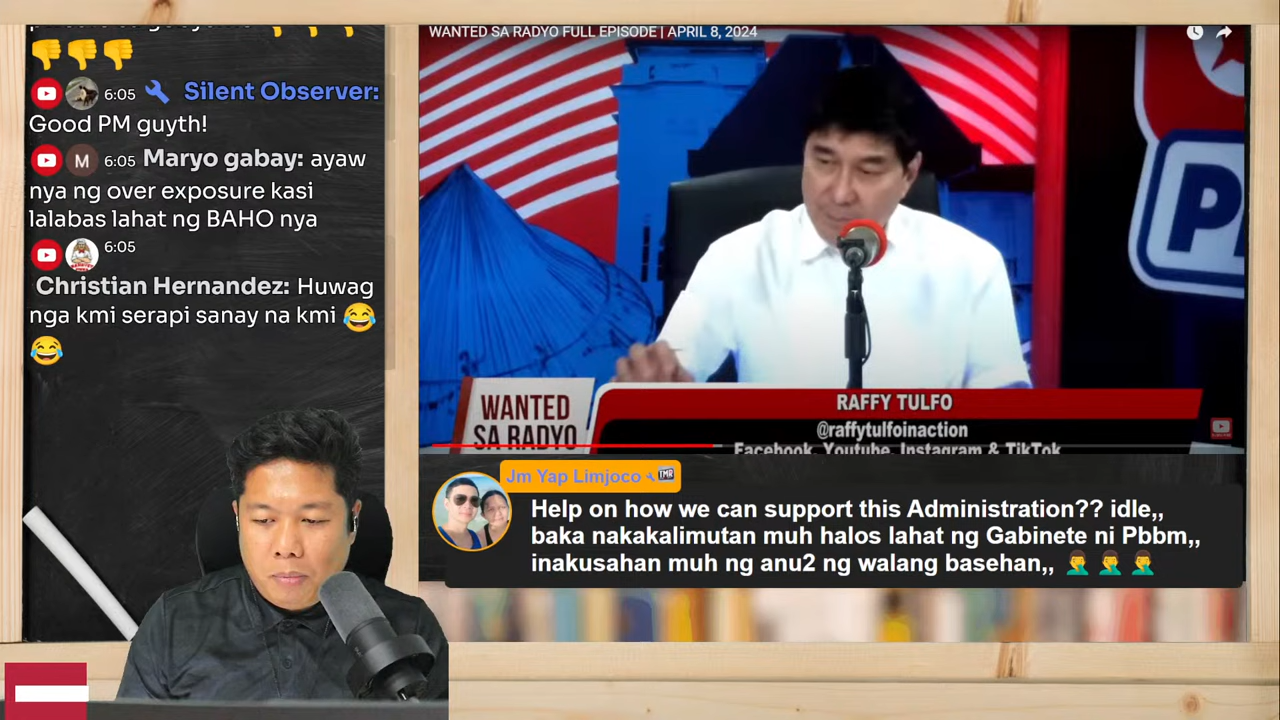 👎👎👎
6:05 Silent Observer:
Good PM guyth!
M 6:05 Maryo gabay: ayaw
nya ng over exposure kasi
lalabas lahat ng BAHO nya
6:05
Christian Hernandez: Huwag
nga kmi serapi sanay na kmi 😂
😂
WANTED SA RADYO FULL EPISODE | APRIL 8, 2024
WANTED
SA RADYO
RAFFY TULFO
@raffytulfoinaction
Facebook, Youtube, Instagram & TikTok
Jm Yap Limjoco
Help on how we can support this Administration?? idle,,
baka nakakalimutan muh halos lahat ng Gabinete ni Pbbm,,
inakusahan muh ng anu2 ng walang basehan,, 🤦‍♂️ 🤦‍♂️ 🤦‍♂️